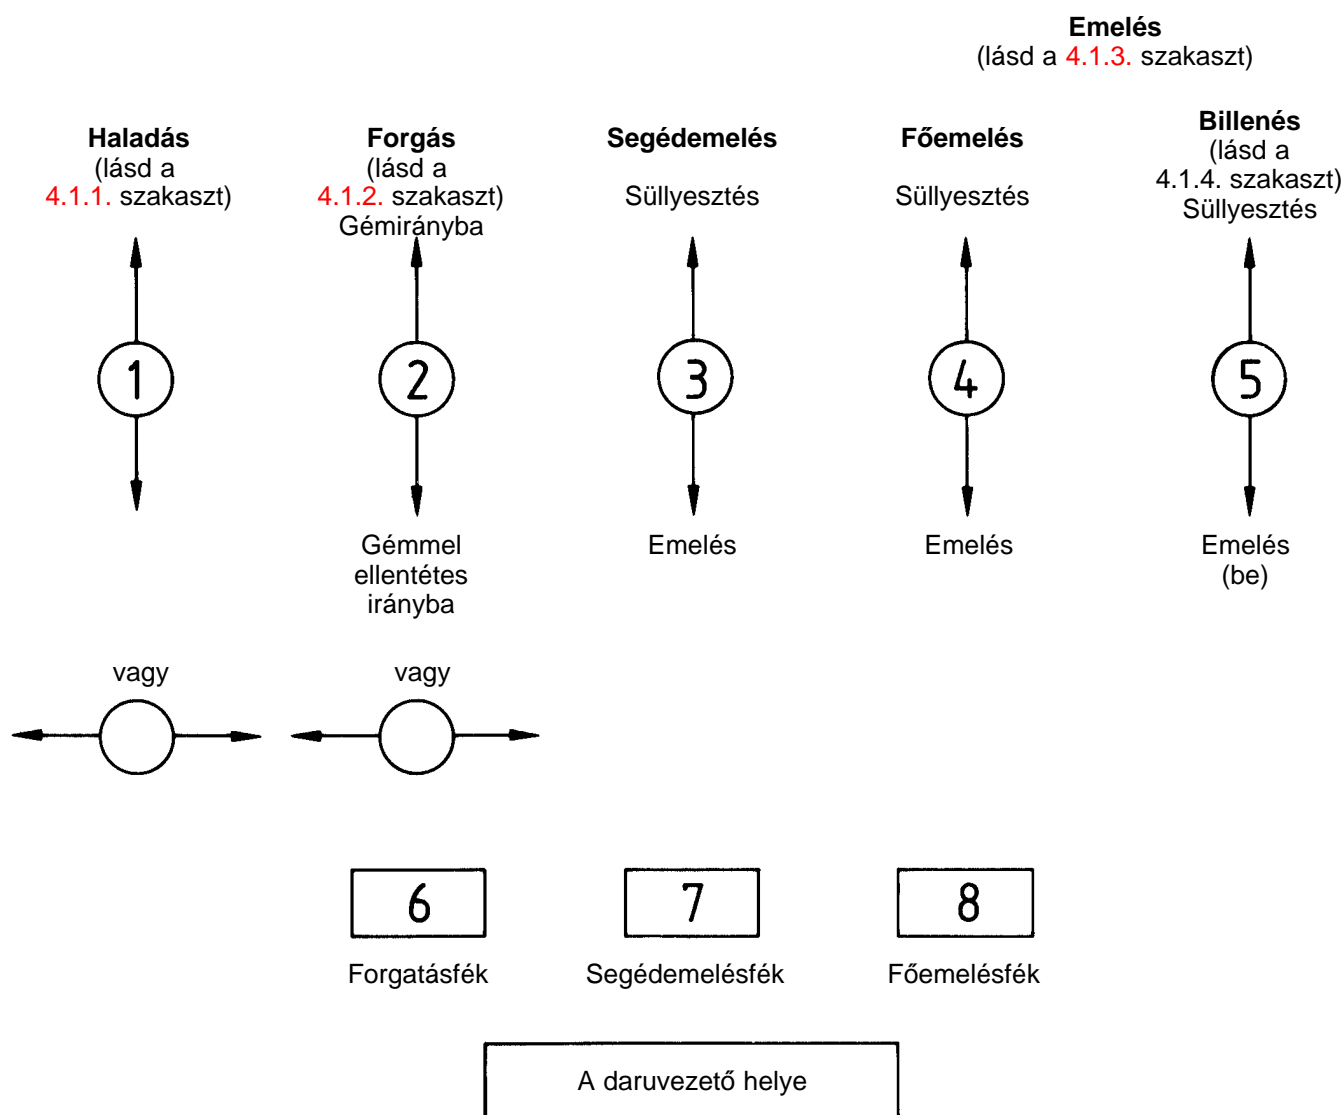 Emelés
(lásd a 4.1.3. szakaszt)
Haladás
(lásd a
4.1.1. szakaszt)
Forgás
(lásd a
4.1.2. szakaszt)
Gémirányba
Segédemelés
Süllyesztés
Főemelés
Süllyesztés
Billenés
(lásd a
4.1.4. szakaszt)
Süllyesztés
1
2
3
4
5
Gémmel
ellentétes
irányba
Emelés
Emelés
Emelés
(be)
vagy
vagy
6
7
8
Forgatásfék
Segédemelésfék
Főemelésfék
A daruvezető helye